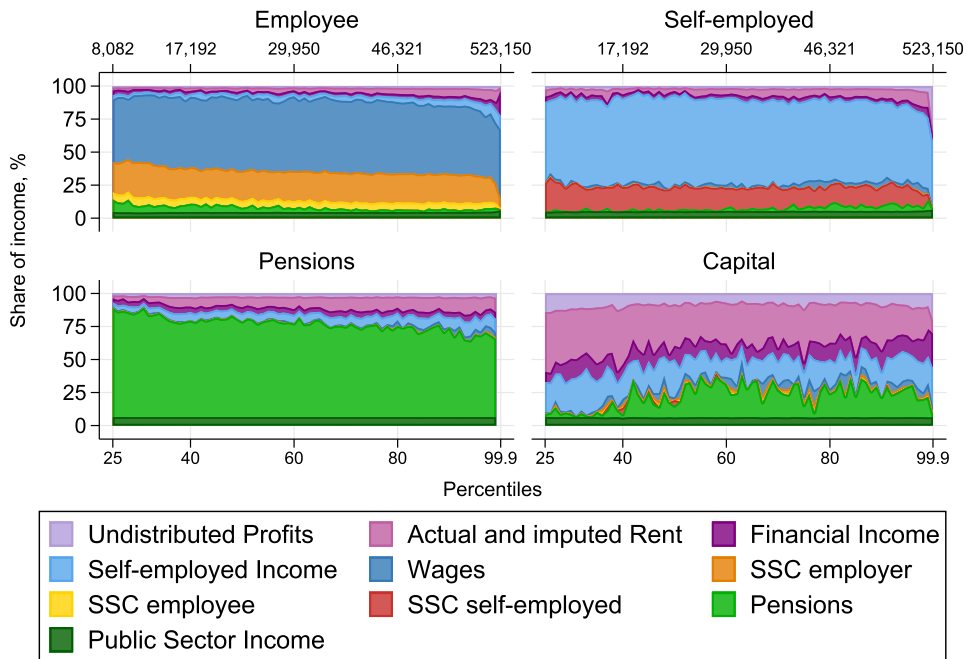 Employee
Self-employed
8,082 17,192 29,950 46,321 523,150
17,192 29,950 46,321 523,150
Share of income, %
100
75
50
25
0
Pensions
Capital
100
75
50
25
0
25 40 60 80 99.9
25 40 60 80 99.9
Percentiles
Undistributed Profits
Actual and imputed Rent
Financial Income
Self-employed Income
Wages
SSC employer
SSC employee
SSC self-employed
Pensions
Public Sector Income